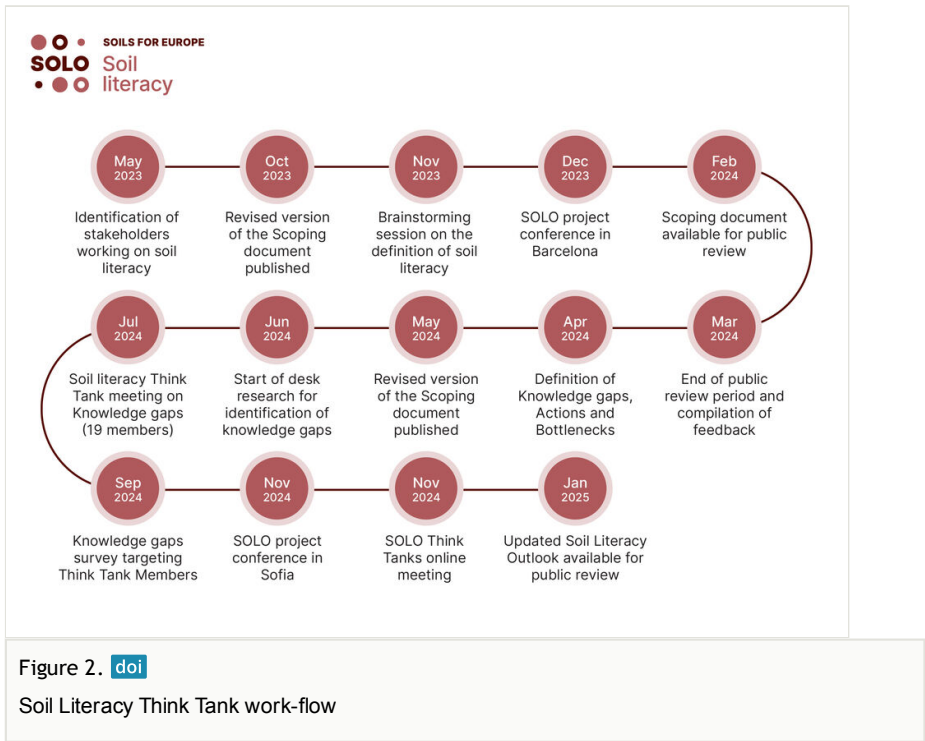 SOILS FOR EUROPE
SOLO Soil
literacy
May
2023
Identification of
stakeholders
working on soil
literacy
Oct
2023
Revised version
of the Scoping
document
published
Nov
2023
Brainstorming
session on the
definition of soil
literacy
Dec
2023
SOLO project
conference in
Barcelona
Feb
2024
Scoping document
available for public
review
Mar
2024
End of public
review period and
compilation of
feedback
Apr
2024
Definition of
Knowledge gaps,
Actions and
Bottlenecks
May
2024
Revised version
of the Scoping
document
published
Jun
2024
Start of desk
research for
identification of
knowledge gaps
Jul
2024
Soil literacy Think
Tank meeting on
Knowledge gaps
(19 members)
Sep
2024
Knowledge gaps
survey targeting
Think Tank Members
Nov
2024
SOLO project
conference in
Sofia
Nov
2024
SOLO Think
Tanks online
meeting
Jan
2025
Updated Soil Literacy
Outlook available for
public review
Figure 2. doi
Soil Literacy Think Tank work-flow